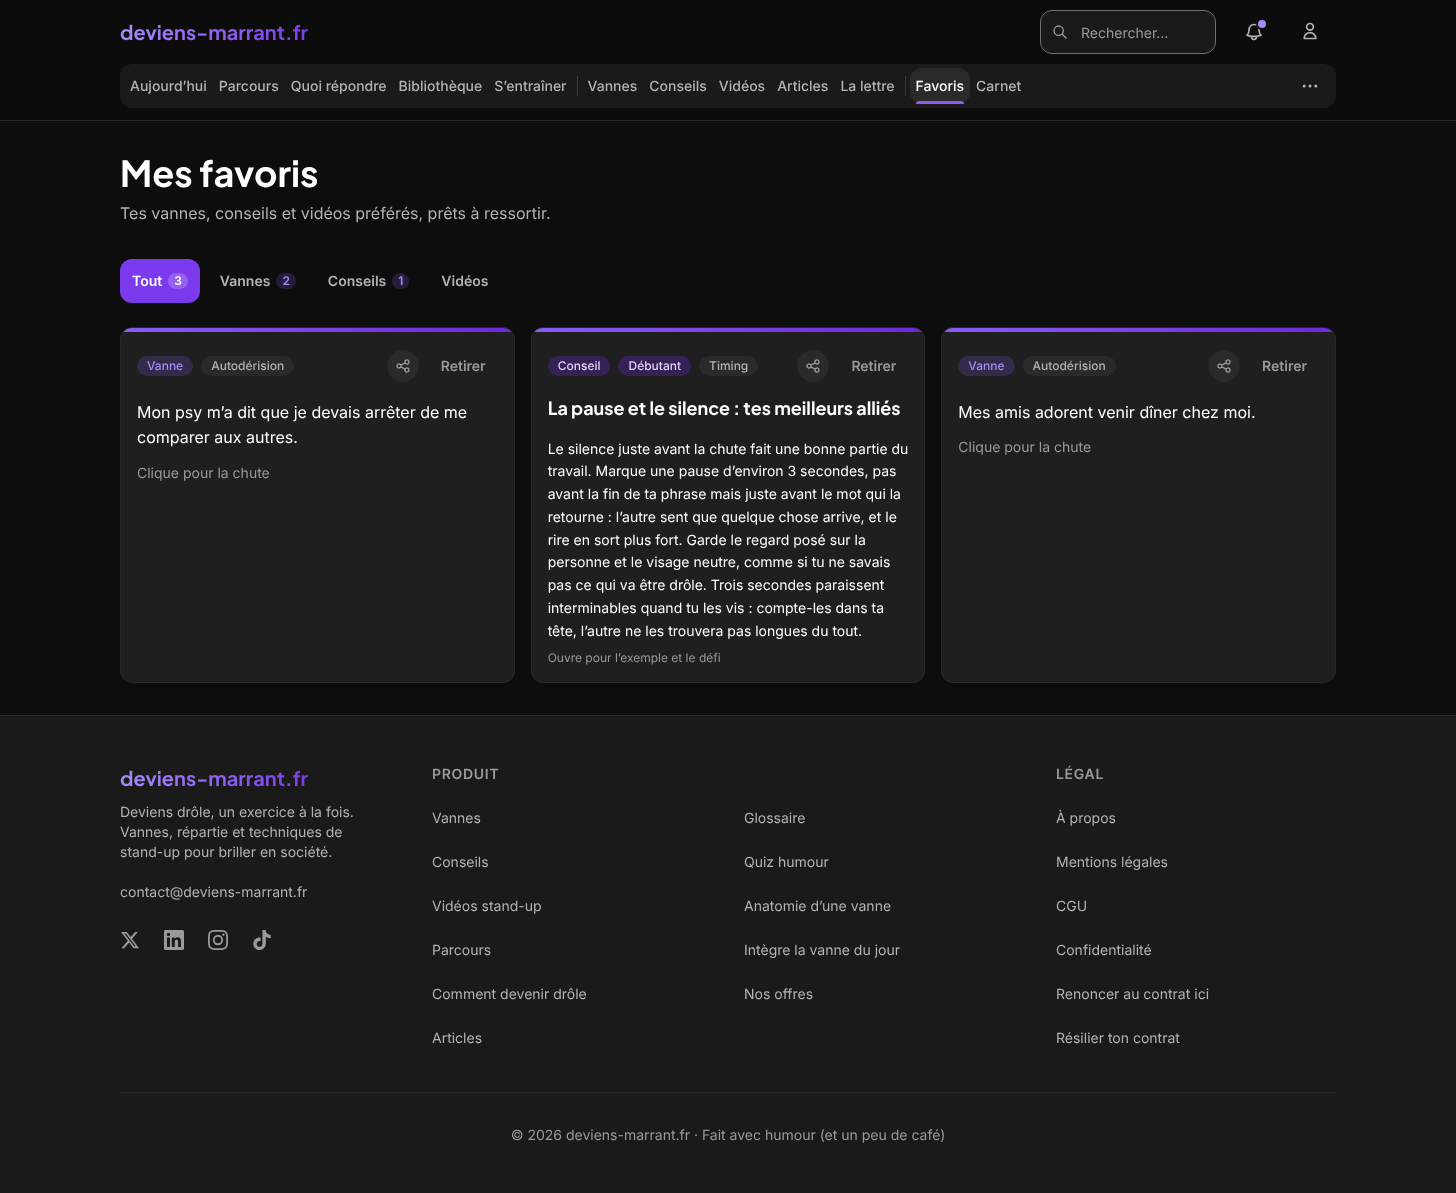 deviens-marrant.fr
Rechercher...
Aujourd’hui Parcours Quoi répondre Bibliothèque S’entraîner Vannes Conseils Vidéos Articles La lettre Favoris Carnet
Mes favoris
Tes vannes, conseils et vidéos préférés, prêts à ressortir.
Tout 3 Vannes 2 Conseils 1 Vidéos
Vanne Autodérision Retirer
Mon psy m’a dit que je devais arrêter de me
comparer aux autres.
Clique pour la chute
Conseil Débutant Timing Retirer
La pause et le silence : tes meilleurs alliés
Le silence juste avant la chute fait une bonne partie du
travail. Marque une pause d’environ 3 secondes, pas
avant la fin de ta phrase mais juste avant le mot qui la
retourne : l’autre sent que quelque chose arrive, et le
rire en sort plus fort. Garde le regard posé sur la
personne et le visage neutre, comme si tu ne savais
pas ce qui va être drôle. Trois secondes paraissent
interminables quand tu les vis : compte-les dans ta
tête, l’autre ne les trouvera pas longues du tout.
Ouvre pour l’exemple et le défi
Vanne Autodérision Retirer
Mes amis adorent venir dîner chez moi.
Clique pour la chute
deviens-marrant.fr
Deviens drôle, un exercice à la fois.
Vannes, répartie et techniques de
stand-up pour briller en société.
contact@deviens-marrant.fr
PRODUIT
Vannes
Conseils
Vidéos stand-up
Parcours
Comment devenir drôle
Articles
Glossaire
Quiz humour
Anatomie d’une vanne
Intègre la vanne du jour
Nos offres
LÉGAL
À propos
Mentions légales
CGU
Confidentialité
Renoncer au contrat ici
Résilier ton contrat
© 2026 deviens-marrant.fr · Fait avec humour (et un peu de café)